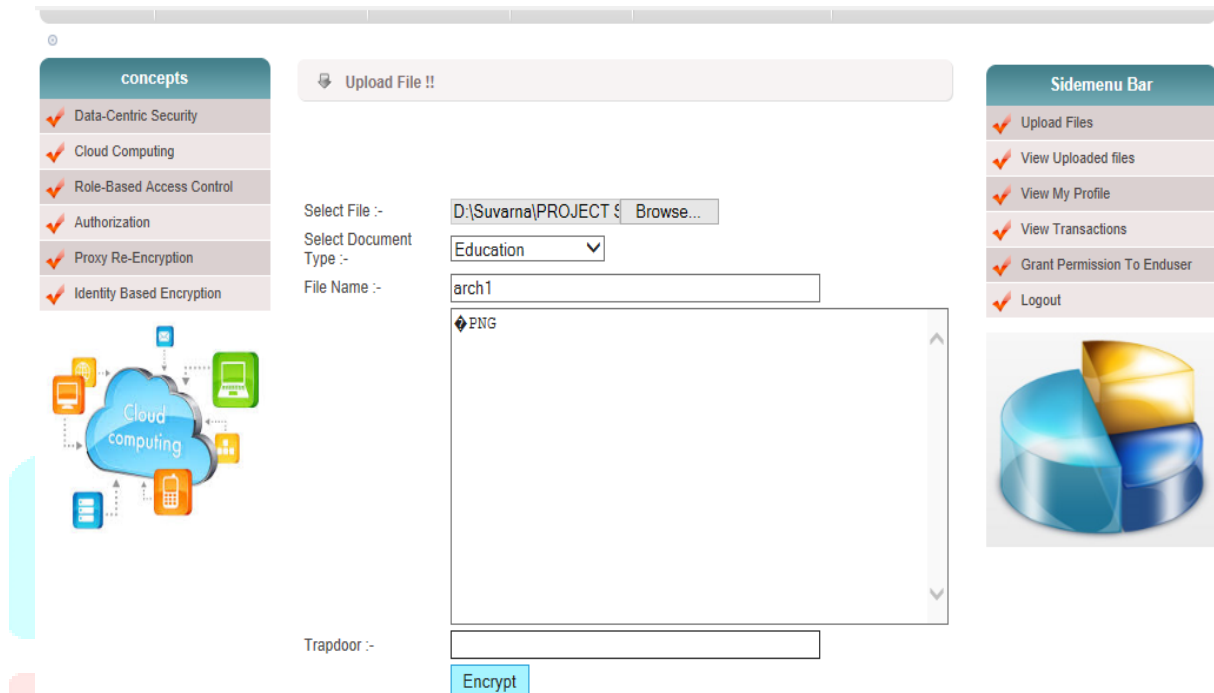 concepts
Data-Centric Security
Cloud Computing
Role-Based Access Control
Authorization
Proxy Re-Encryption
Identity Based Encryption
Cloud
computing
Upload File !!
Select File :-
D:\Suvarna\PROJECT S
Browse...
Select Document
Type :-
Education
File Name :-
arch1
�PNG
Trapdoor :-
Encrypt
Sidemenu Bar
Upload Files
View Uploaded files
View My Profile
View Transactions
Grant Permission To Enduser
Logout